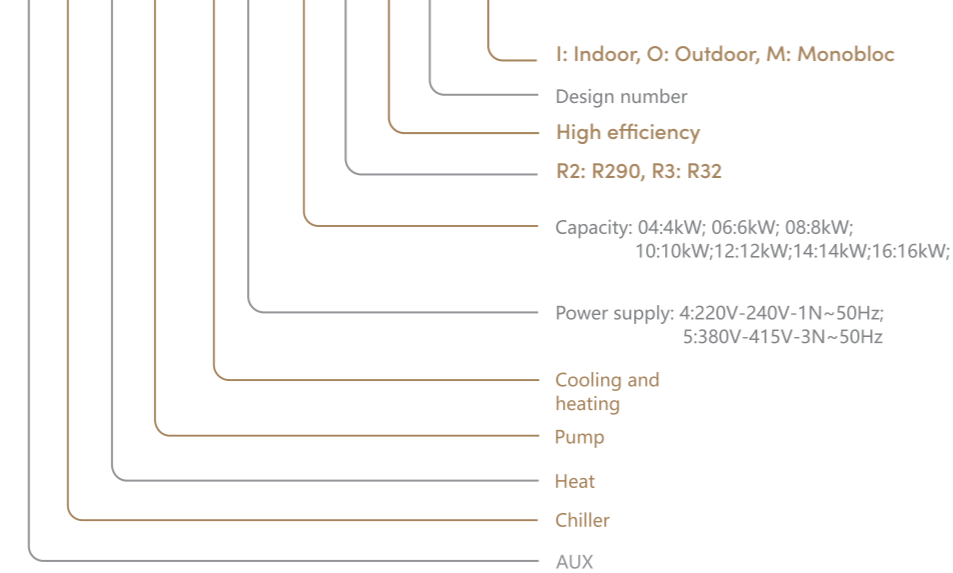 I: Indoor, O: Outdoor, M: Monobloc
Design number
High efficiency
R2: R290, R3: R32
Capacity: 04:4kW; 06:6kW; 08:8kW;
10:10kW;12:12kW;14:14kW;16:16kW;
Power supply: 4:220V-240V-1N~50Hz;
5:380V-415V-3N~50Hz
Cooling and
heating
Pump
Heat
Chiller
AUX